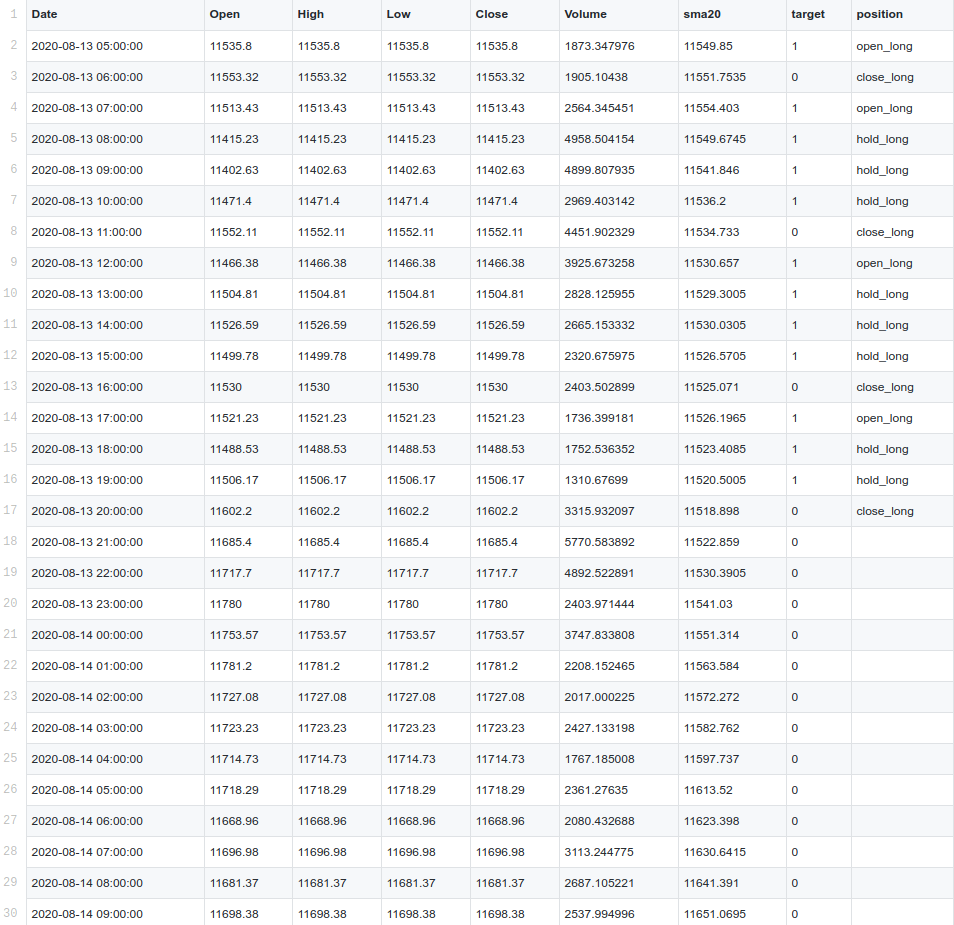 1 Date Open High Low Close Volume sma20 target position
2 2020-08-13 05:00:00 11535.8 11535.8 11535.8 11535.8 1873.347976 11549.85 1 open_long
3 2020-08-13 06:00:00 11553.32 11553.32 11553.32 11553.32 1905.10438 11551.7535 0 close_long
4 2020-08-13 07:00:00 11513.43 11513.43 11513.43 11513.43 2564.345451 11554.403 1 open_long
5 2020-08-13 08:00:00 11415.23 11415.23 11415.23 11415.23 4958.504154 11549.6745 1 hold_long
6 2020-08-13 09:00:00 11402.63 11402.63 11402.63 11402.63 4899.807935 11541.846 1 hold_long
7 2020-08-13 10:00:00 11471.4 11471.4 11471.4 11471.4 2969.403142 11536.2 1 hold_long
8 2020-08-13 11:00:00 11552.11 11552.11 11552.11 11552.11 4451.902329 11534.733 0 close_long
9 2020-08-13 12:00:00 11466.38 11466.38 11466.38 11466.38 3925.673258 11530.657 1 open_long
10 2020-08-13 13:00:00 11504.81 11504.81 11504.81 11504.81 2828.125955 11529.3005 1 hold_long
11 2020-08-13 14:00:00 11526.59 11526.59 11526.59 11526.59 2665.153332 11530.0305 1 hold_long
12 2020-08-13 15:00:00 11499.78 11499.78 11499.78 11499.78 2320.675975 11526.5705 1 hold_long
13 2020-08-13 16:00:00 11530 11530 11530 11530 2403.502899 11525.071 0 close_long
14 2020-08-13 17:00:00 11521.23 11521.23 11521.23 11521.23 1736.399181 11526.1965 1 open_long
15 2020-08-13 18:00:00 11488.53 11488.53 11488.53 11488.53 1752.536352 11523.4085 1 hold_long
16 2020-08-13 19:00:00 11506.17 11506.17 11506.17 11506.17 1310.67699 11520.5005 1 hold_long
17 2020-08-13 20:00:00 11602.2 11602.2 11602.2 11602.2 3315.932097 11518.898 0 close_long
18 2020-08-13 21:00:00 11685.4 11685.4 11685.4 11685.4 5770.583892 11522.859 0
19 2020-08-13 22:00:00 11717.7 11717.7 11717.7 11717.7 4892.522891 11530.3905 0
20 2020-08-13 23:00:00 11780 11780 11780 11780 2403.971444 11541.03 0
21 2020-08-14 00:00:00 11753.57 11753.57 11753.57 11753.57 3747.833808 11551.314 0
22 2020-08-14 01:00:00 11781.2 11781.2 11781.2 11781.2 2208.152465 11563.584 0
23 2020-08-14 02:00:00 11727.08 11727.08 11727.08 11727.08 2017.000225 11572.272 0
24 2020-08-14 03:00:00 11723.23 11723.23 11723.23 11723.23 2427.133198 11582.762 0
25 2020-08-14 04:00:00 11714.73 11714.73 11714.73 11714.73 1767.185008 11597.737 0
26 2020-08-14 05:00:00 11718.29 11718.29 11718.29 11718.29 2361.27635 11613.52 0
27 2020-08-14 06:00:00 11668.96 11668.96 11668.96 11668.96 2080.432688 11623.398 0
28 2020-08-14 07:00:00 11696.98 11696.98 11696.98 11696.98 3113.244775 11630.6415 0
29 2020-08-14 08:00:00 11681.37 11681.37 11681.37 11681.37 2687.105221 11641.391 0
30 2020-08-14 09:00:00 11698.38 11698.38 11698.38 11698.38 2537.994996 11651.0695 0